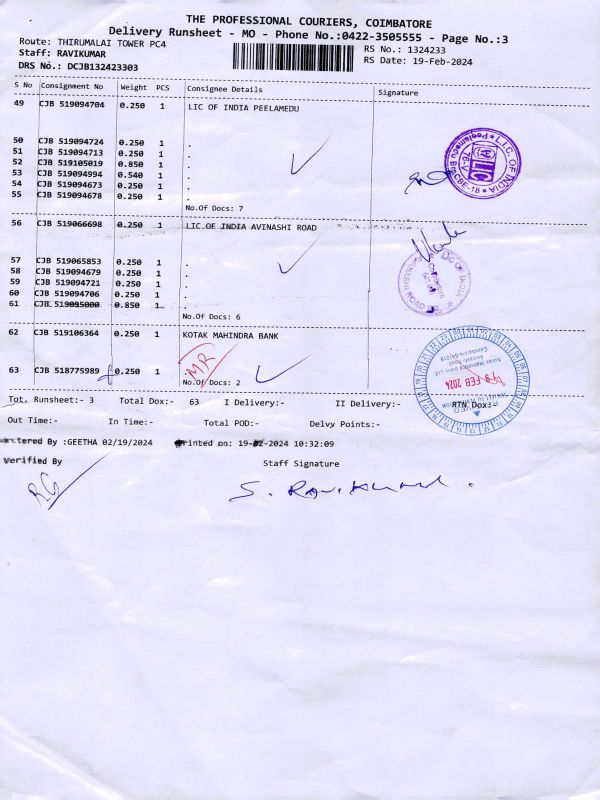 THE PROFESSIONAL COURIERS, COIMBATORE
Delivery Runsheet - MO - Phone No.:0422-3505555 - Page No.:3
Route: THIRUMALAI TOWER PC4
Staff: RAVIKUMAR
DRS No.: DCJB132423303
RS No.: 1324233
RS Date: 19-Feb-2024
S No Consignment No Weight PCS Consignee Details Signature
49 CJB 519094704 0.250 1 LIC OF INDIA PEELAMEDU
50 CJB 519094724 0.250 1 .
51 CJB 519094713 0.250 1 .
52 CJB 519105019 0.850 1 .
53 CJB 519094994 0.540 1 .
54 CJB 519094673 0.250 1 .
55 CJB 519094678 0.250 1 .
No.Of Docs: 7
L.I.C. OF INDIA
LIC
76-V
56 CJB 519066698 0.250 1 LIC OF INDIA AVINASHI ROAD
57 CJB 519065853 0.250 1 .
58 CJB 519094679 0.250 1 .
59 CJB 519094721 0.250 1 .
60 CJB 519094706 0.250 1 .
61 CJB 519095000 0.850 1 .
No.Of Docs: 6
LIC OF INDIA
62 CJB 519106364 0.250 1 KOTAK MAHINDRA BANK
MR
63 CJB 518775989 0.250 1 .
No.Of Docs: 2
FEB 2024
Tot. Runsheet:- 3 Total Dox:- 63 I Delivery:- II Delivery:- RTN Dox:-
Out Time:- In Time:- Total POD:- Delvy Points:-
Entered By :GEETHA 02/19/2024 Printed on: 19-02-2024 10:32:09
Verified By Staff Signature
RG
S. RAVIKUMAR.